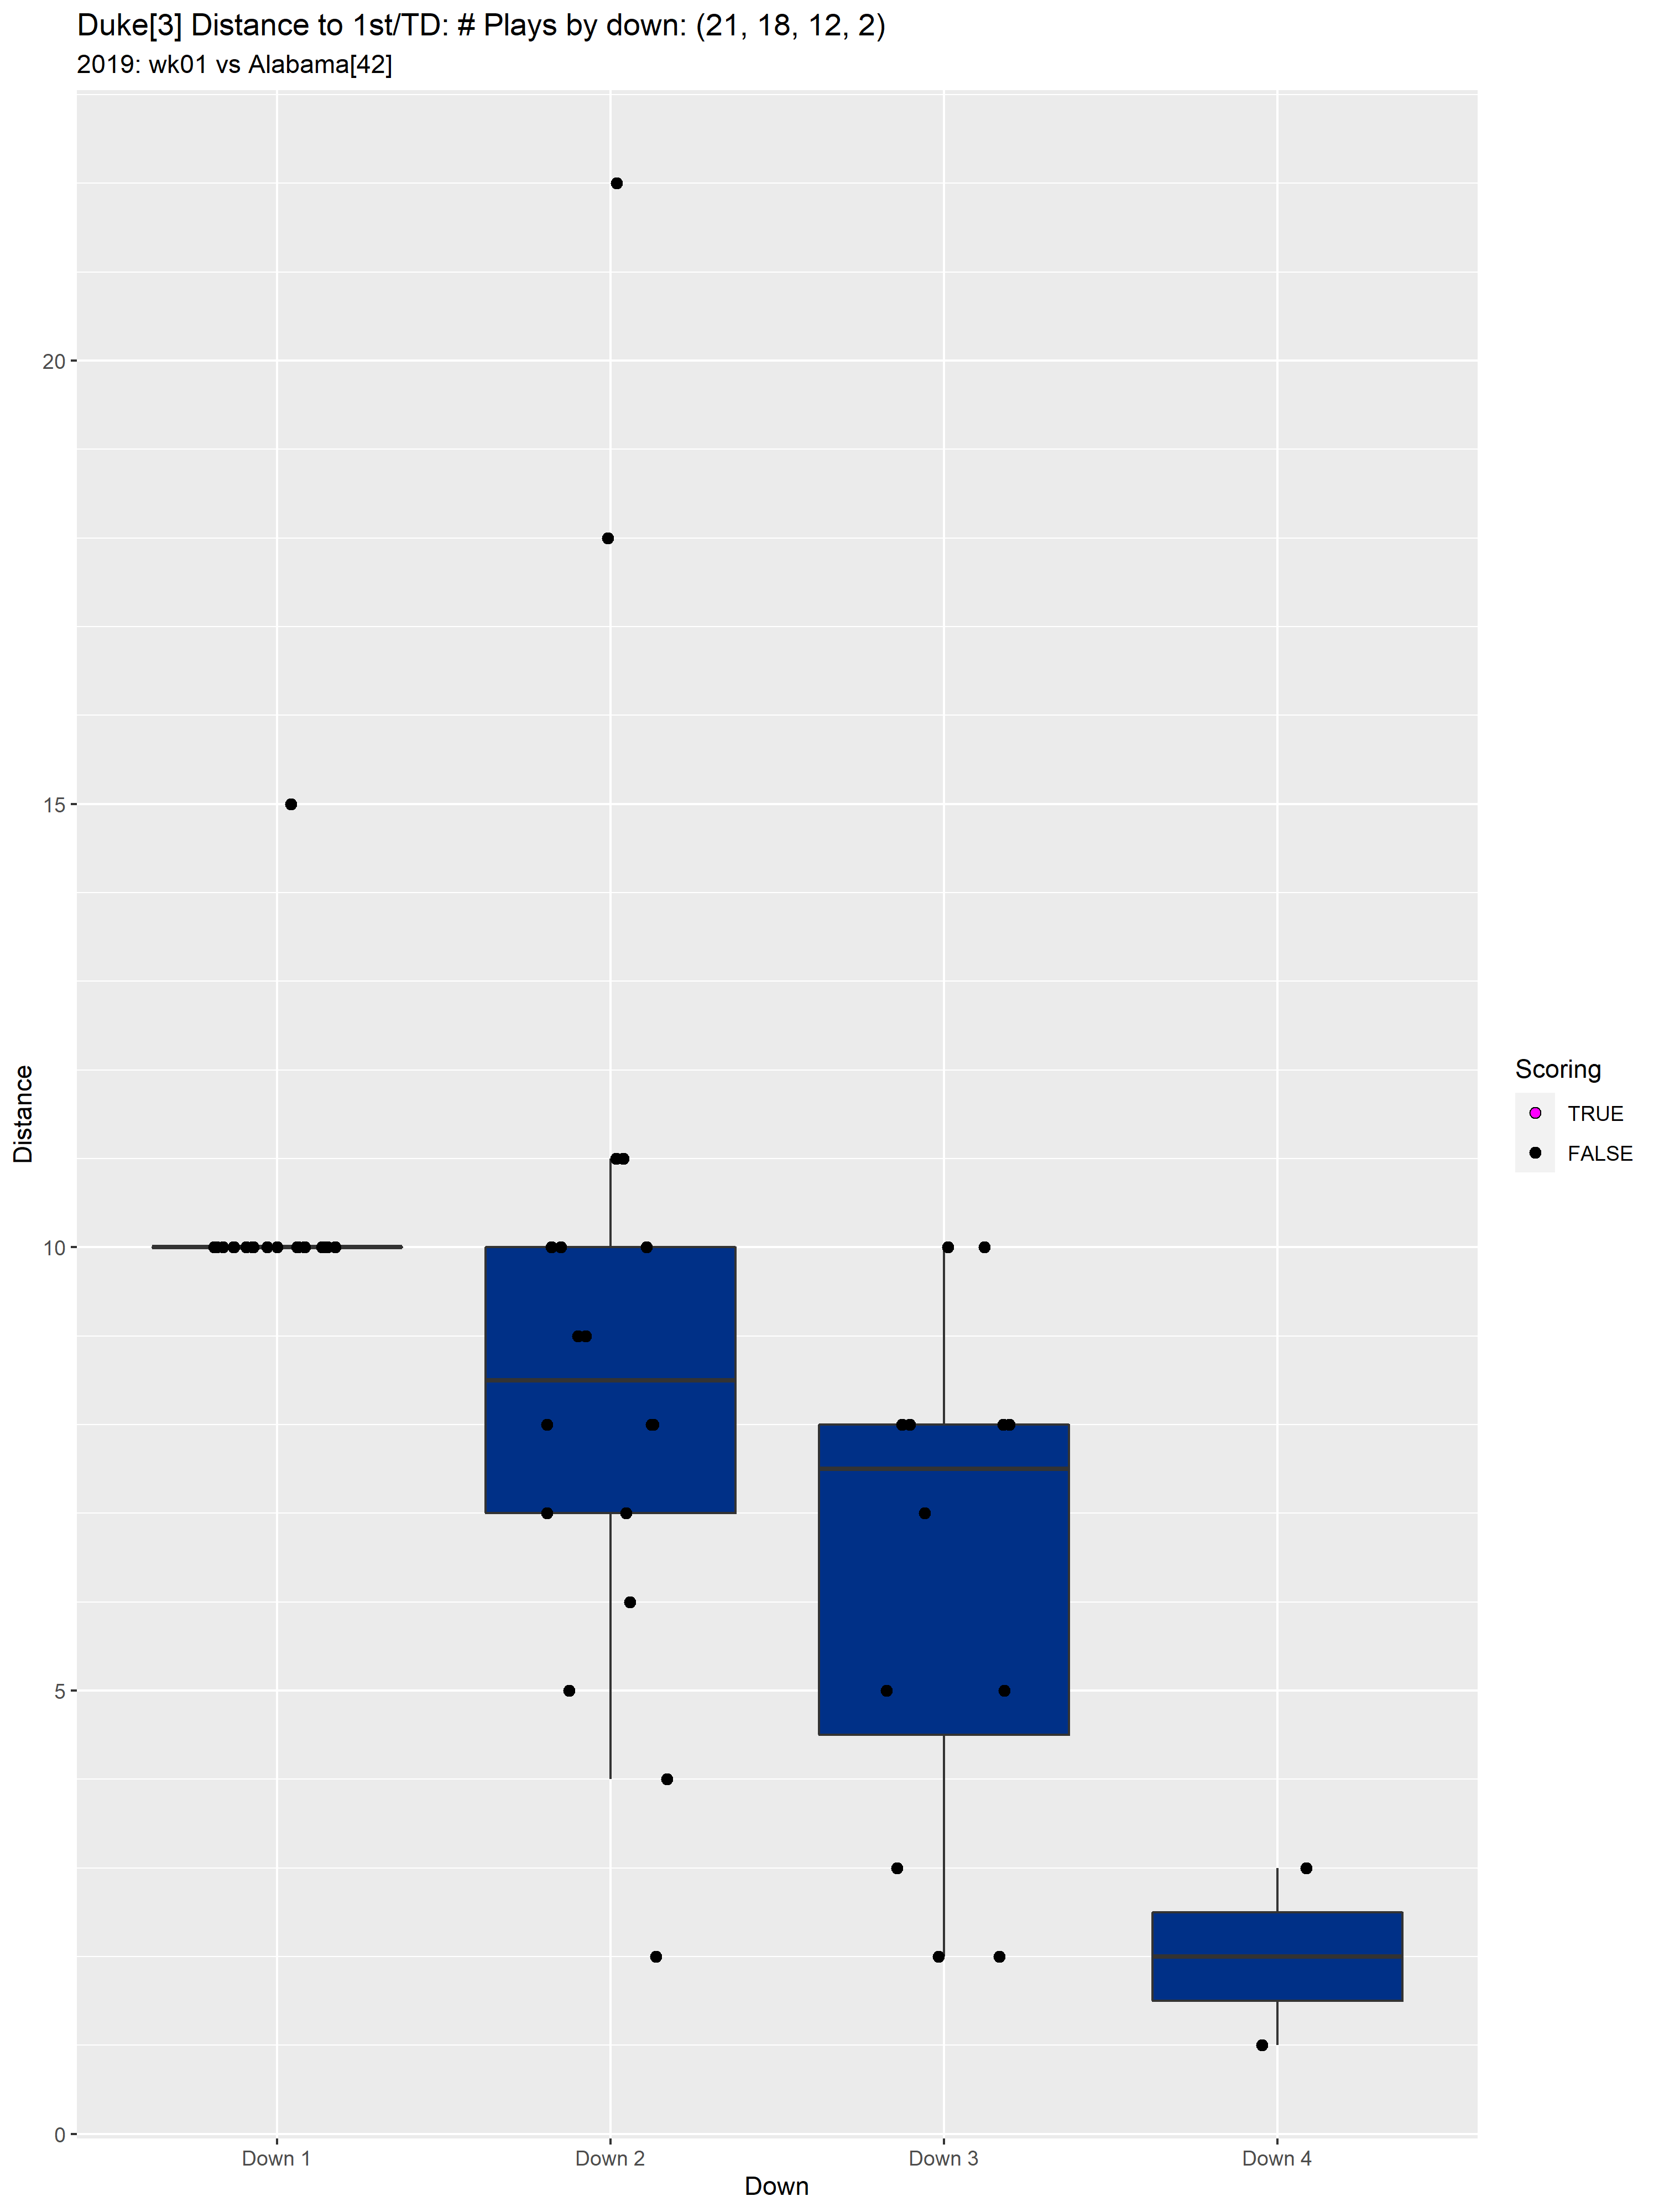 Duke[3] Distance to 1st/TD: # Plays by down: (21, 18, 12, 2)
2019: wk01 vs Alabama[42]
20
15
10
5
0
Distance
Down 1
Down 2
Down 3
Down 4
Down
Scoring
TRUE
FALSE